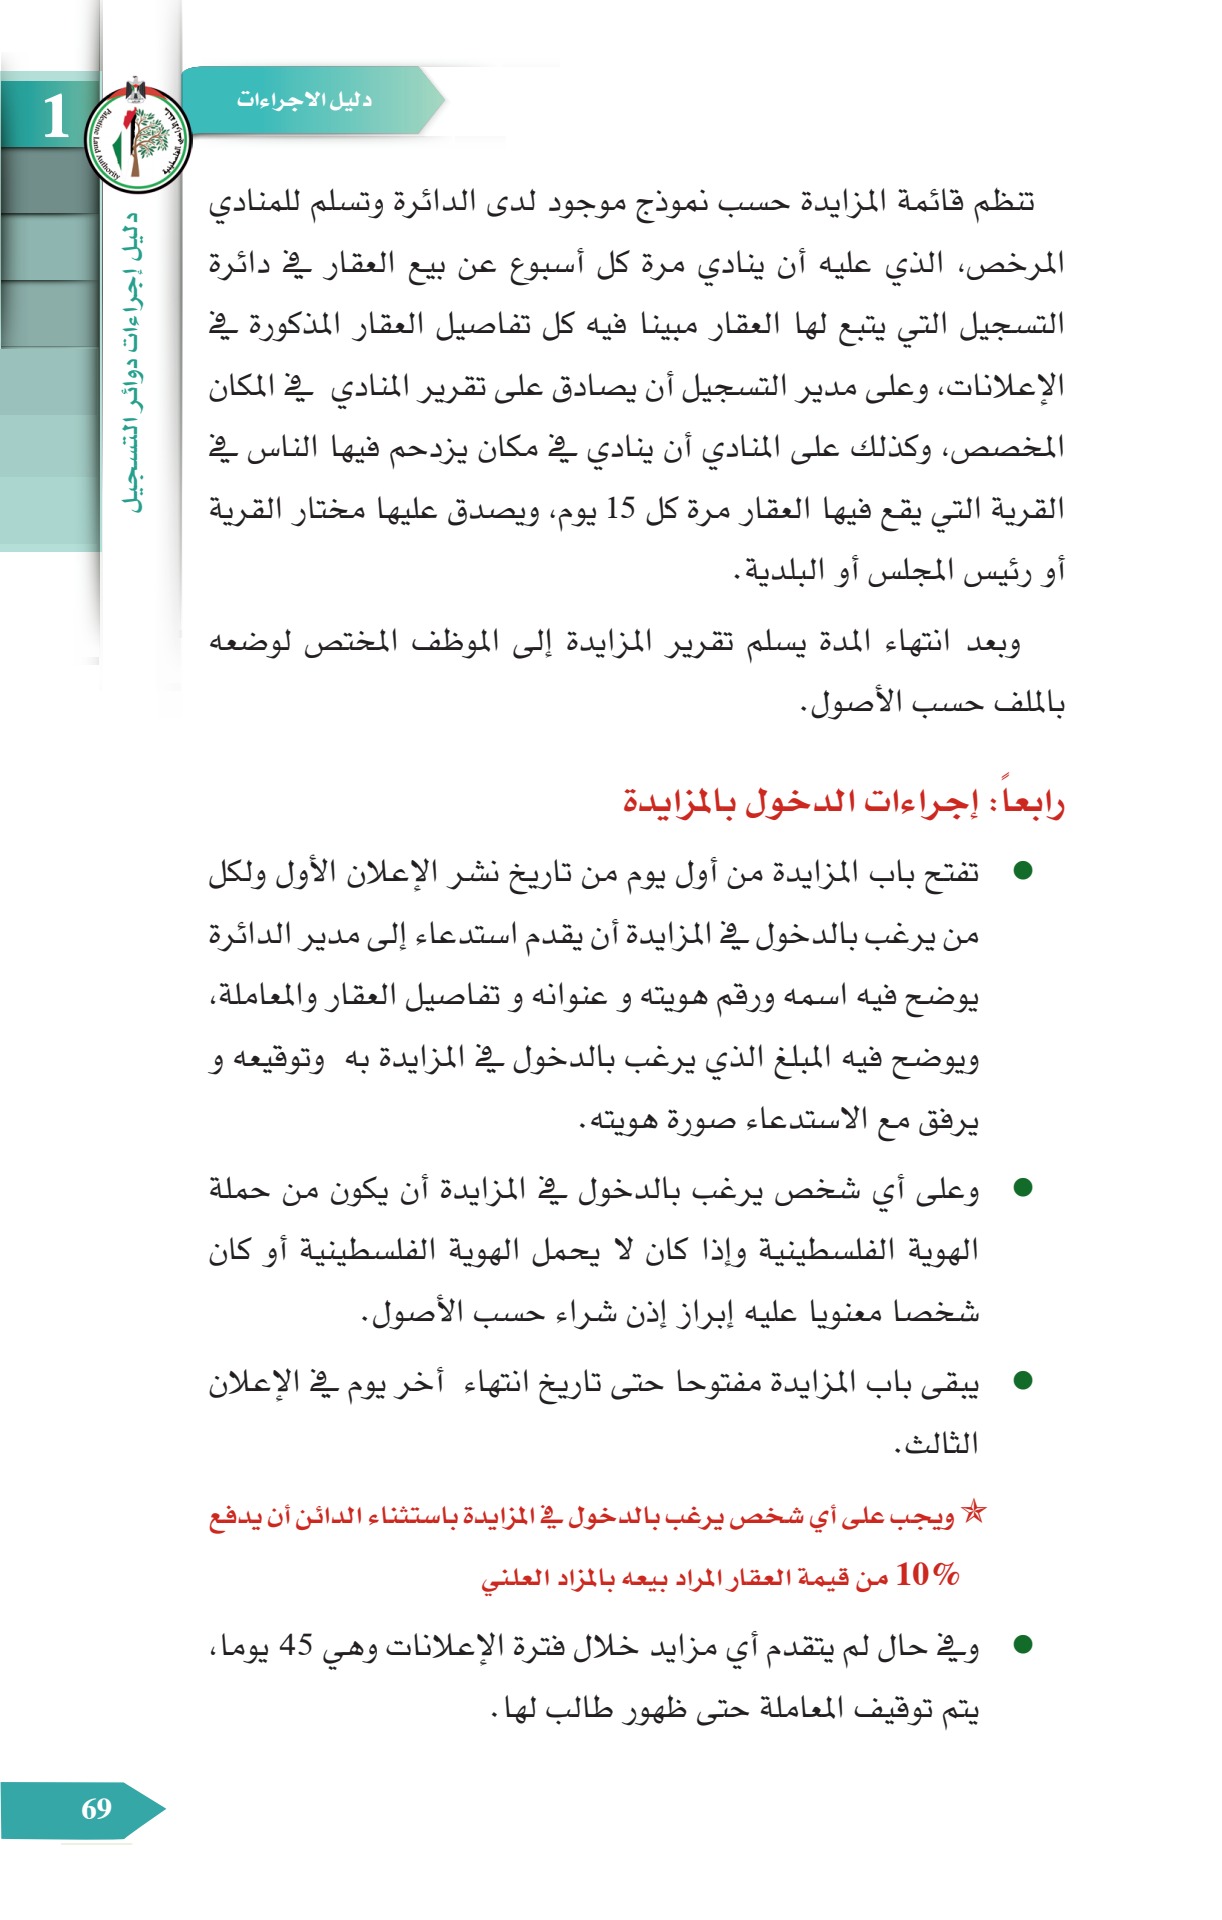 دليل الاجراءات
1
Palestine Land Authority
دليل إجراءات دوائر التسجيل
تنظم قائمة المزايدة حسب نموذج موجود لدى الدائرة وتسلم للمنادي
المرخص، الذي عليه أن ينادي مرة كل أسبوع عن بيع العقار في دائرة
التسجيل التي يتبع لها العقار مبينا فيه كل تفاصيل العقار المذكورة في
الإعلانات، وعلى مدير التسجيل أن يصادق على تقرير المنادي في المكان
المخصص، وكذلك على المنادي أن ينادي في مكان يزدحم فيها الناس في
القرية التي يقع فيها العقار مرة كل 15 يوم، ويصدق عليها مختار القرية
أو رئيس المجلس أو البلدية.
وبعد انتهاء المدة يسلم تقرير المزايدة إلى الموظف المختص لوضعه
بالملف حسب الأصول.
رابعاً: إجراءات الدخول بالمزايدة
● تفتح باب المزايدة من أول يوم من تاريخ نشر الإعلان الأول ولكل
من يرغب بالدخول في المزايدة أن يقدم استدعاء إلى مدير الدائرة
يوضح فيه اسمه ورقم هويته و عنوانه و تفاصيل العقار والمعاملة،
ويوضح فيه المبلغ الذي يرغب بالدخول في المزايدة به وتوقيعه و
يرفق مع الاستدعاء صورة هويته.
● وعلى أي شخص يرغب بالدخول في المزايدة أن يكون من حملة
الهوية الفلسطينية وإذا كان لا يحمل الهوية الفلسطينية أو كان
شخصا معنويا عليه إبراز إذن شراء حسب الأصول.
● يبقى باب المزايدة مفتوحا حتى تاريخ انتهاء أخر يوم في الإعلان
الثالث.
✯ ويجب على أي شخص يرغب بالدخول في المزايدة باستثناء الدائن أن يدفع
10% من قيمة العقار المراد بيعه بالمزاد العلني
● وفي حال لم يتقدم أي مزايد خلال فترة الإعلانات وهي 45 يوما،
يتم توقيف المعاملة حتى ظهور طالب لها.
69